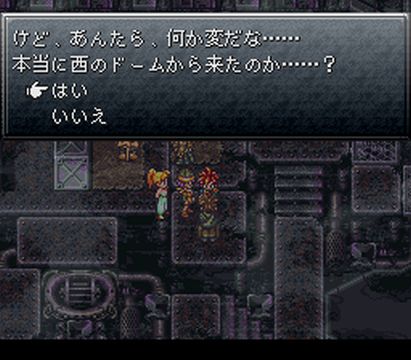 けど、あんたら、何か変だな……
本当に西のドームから来たのか……？
はい
いいえ